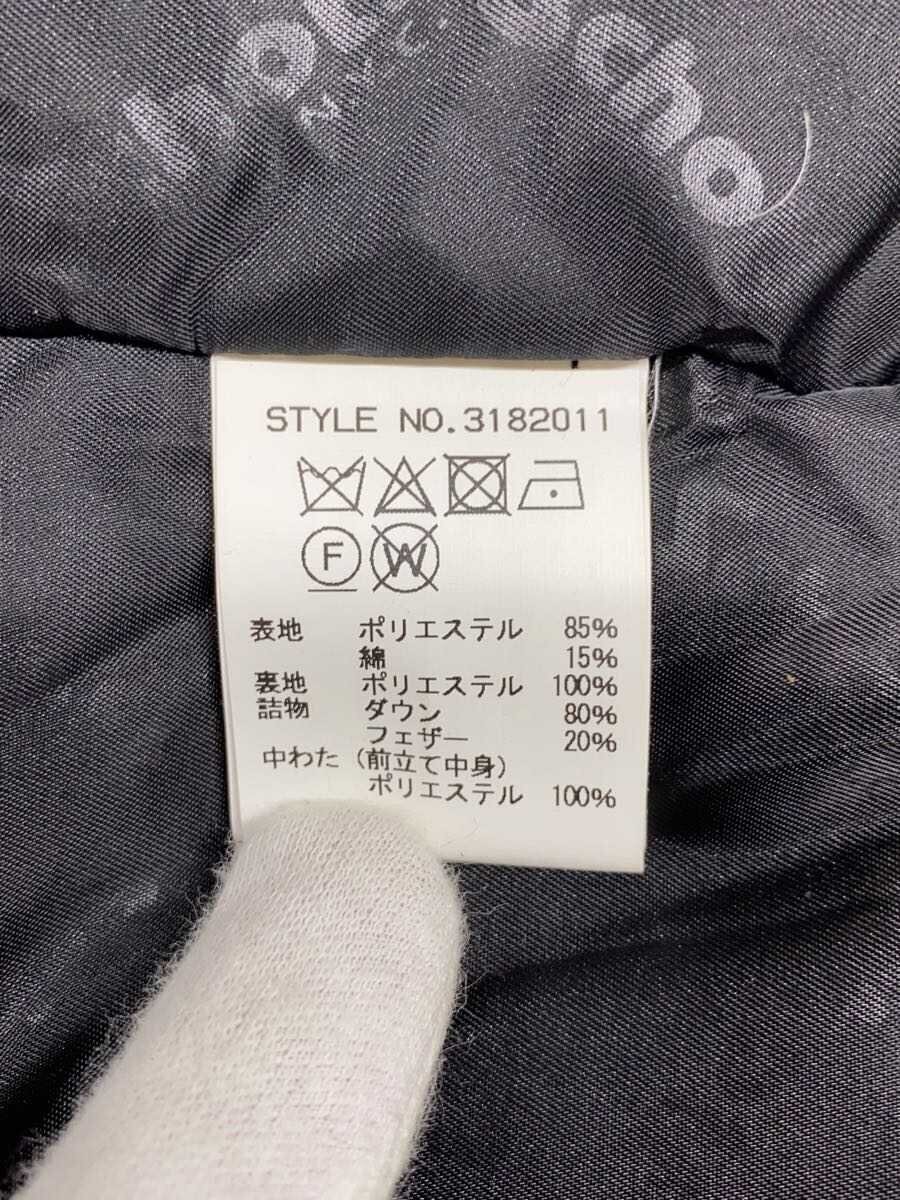 STYLE NO.3182011
F W
表地 ポリエステル 85%
綿 15%
裏地 ポリエステル 100%
詰物 ダウン 80%
フェザー 20%
中わた (前立て中身)
ポリエステル 100%